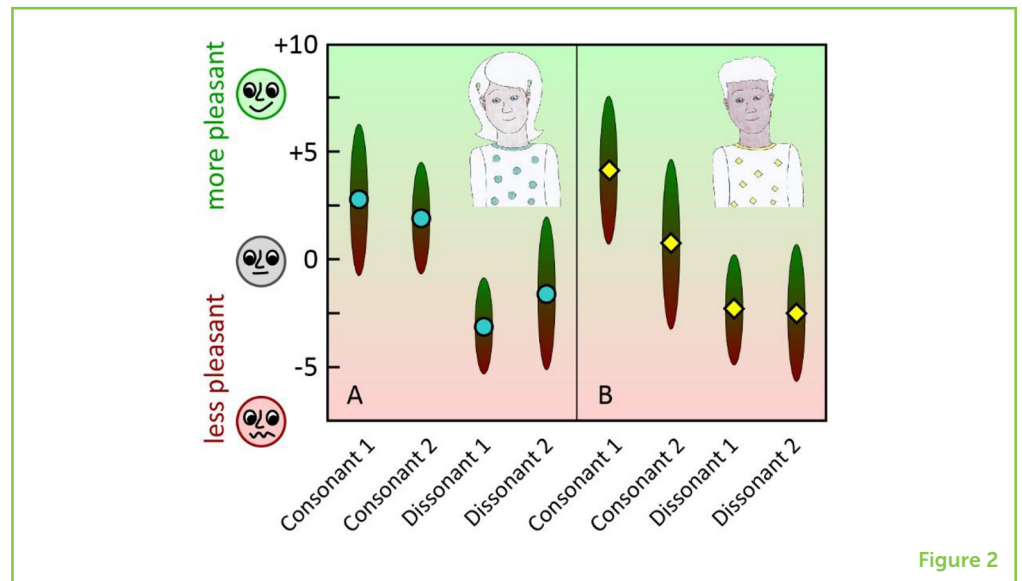 more pleasant
less pleasant
+10
+5
0
-5
A
B
Consonant 1
Consonant 2
Dissonant 1
Dissonant 2
Consonant 1
Consonant 2
Dissonant 1
Dissonant 2
Figure 2